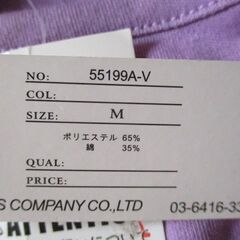 NO: 55199A-V
COL:
SIZE: M
ポリエステル 65%
綿 35%
QUAL:
PRICE:
S COMPANY CO.,LTD 03-6416-33